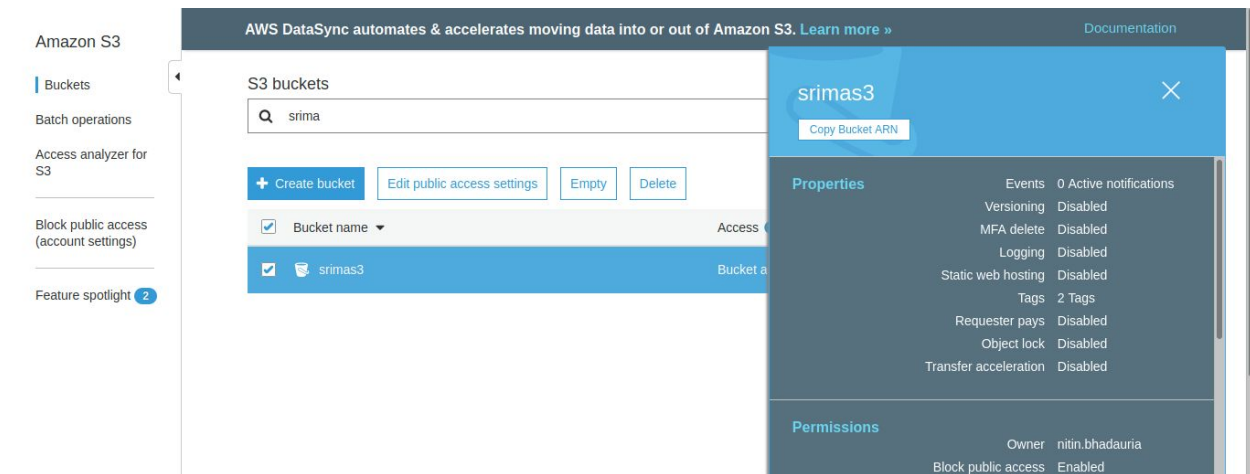 Amazon S3
Buckets
Batch operations
Access analyzer for
S3
Block public access
(account settings)
Feature spotlight 2
AWS DataSync automates & accelerates moving data into or out of Amazon S3. Learn more »
Documentation
S3 buckets
srima
Create bucket
Edit public access settings
Empty
Delete
Bucket name
Access
srimas3
Bucket a
srimas3
Copy Bucket ARN
Properties
Events 0 Active notifications
Versioning Disabled
MFA delete Disabled
Logging Disabled
Static web hosting Disabled
Tags 2 Tags
Requester pays Disabled
Object lock Disabled
Transfer acceleration Disabled
Permissions
Owner nitin.bhadauria
Block public access Enabled